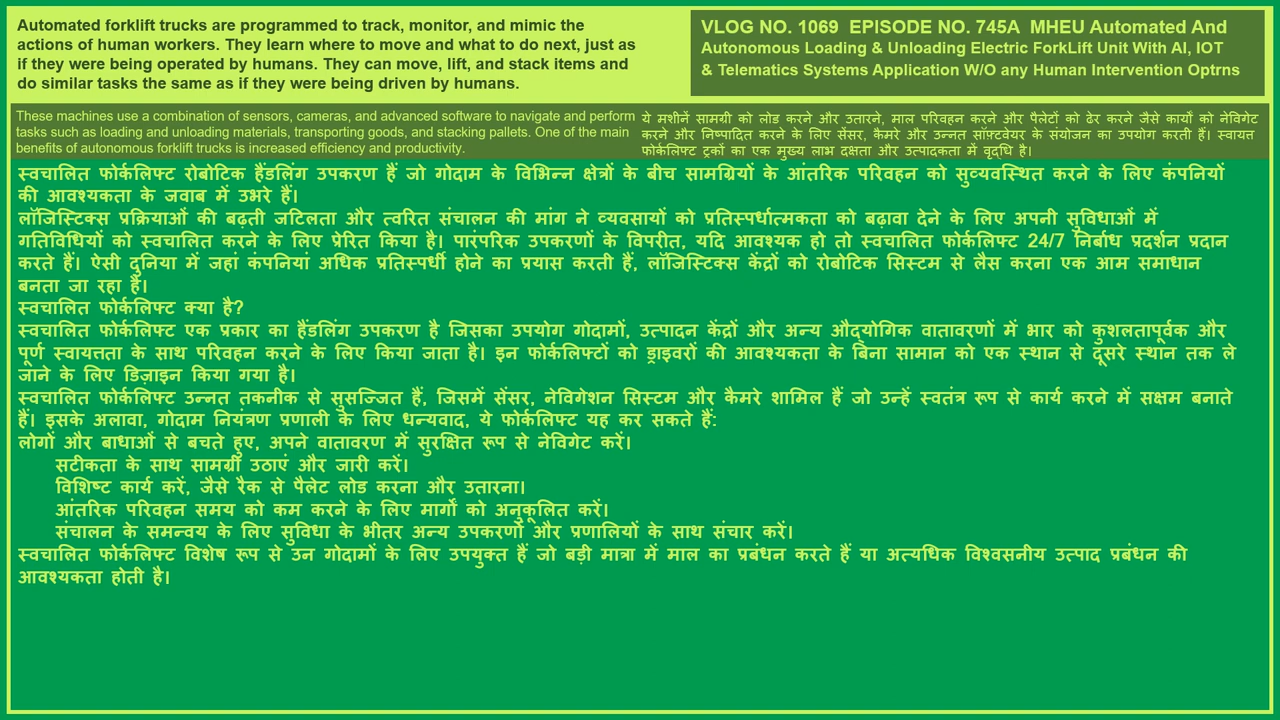 Automated forklift trucks are programmed to track, monitor, and mimic the
actions of human workers. They learn where to move and what to do next, just as
if they were being operated by humans. They can move, lift, and stack items and
do similar tasks the same as if they were being driven by humans.
VLOG NO. 1069 EPISODE NO. 745A MHEU Automated And
Autonomous Loading & Unloading Electric ForkLift Unit With AI, IOT
& Telematics Systems Application W/O any Human Intervention Optrns
These machines use a combination of sensors, cameras, and advanced software to navigate and perform
tasks such as loading and unloading materials, transporting goods, and stacking pallets. One of the main
benefits of autonomous forklift trucks is increased efficiency and productivity.
ये मशीनें सामग्री को लोड करने और उतारने, माल परिवहन करने और पैलेटों को ढेर करने जैसे कार्यों को नेविगेट
करने और निष्पादित करने के लिए सेंसर, कैमरे और उन्नत सॉफ़्टवेयर के संयोजन का उपयोग करती हैं। स्वायत्त
फोर्कलिफ्ट ट्रकों का एक मुख्य लाभ दक्षता और उत्पादकता में वृद्धि है।
स्वचालित फोर्कलिफ्ट रोबोटिक हैंडलिंग उपकरण हैं जो गोदाम के विभिन्न क्षेत्रों के बीच सामग्रियों के आंतरिक परिवहन को सुव्यवस्थित करने के लिए कंपनियों
की आवश्यकता के जवाब में उभरे हैं।
लॉजिस्टिक्स प्रक्रियाओं की बढ़ती जटिलता और त्वरित संचालन की मांग ने व्यवसायों को प्रतिस्पर्धात्मकता को बढ़ावा देने के लिए अपनी सुविधाओं में
गतिविधियों को स्वचालित करने के लिए प्रेरित किया है। पारंपरिक उपकरणों के विपरीत, यदि आवश्यक हो तो स्वचालित फोर्कलिफ्ट 24/7 निर्बाध प्रदर्शन प्रदान
करते हैं। ऐसी दुनिया में जहां कंपनियां अधिक प्रतिस्पर्धी होने का प्रयास करती हैं, लॉजिस्टिक्स केंद्रों को रोबोटिक सिस्टम से लैस करना एक आम समाधान
बनता जा रहा है।
स्वचालित फोर्कलिफ्ट क्या है?
स्वचालित फोर्कलिफ्ट एक प्रकार का हैंडलिंग उपकरण है जिसका उपयोग गोदामों, उत्पादन केंद्रों और अन्य औद्योगिक वातावरणों में भार को कुशलतापूर्वक और
पूर्ण स्वायत्तता के साथ परिवहन करने के लिए किया जाता है। इन फोर्कलिफ्टों को ड्राइवरों की आवश्यकता के बिना सामान को एक स्थान से दूसरे स्थान तक ले
जाने के लिए डिज़ाइन किया गया है।
स्वचालित फोर्कलिफ्ट उन्नत तकनीक से सुसज्जित हैं, जिसमें सेंसर, नेविगेशन सिस्टम और कैमरे शामिल हैं जो उन्हें स्वतंत्र रूप से कार्य करने में सक्षम बनाते
हैं। इसके अलावा, गोदाम नियंत्रण प्रणाली के लिए धन्यवाद, ये फोर्कलिफ्ट यह कर सकते हैं:
लोगों और बाधाओं से बचते हुए, अपने वातावरण में सुरक्षित रूप से नेविगेट करें।
सटीकता के साथ सामग्री उठाएं और जारी करें।
विशिष्ट कार्य करें, जैसे रैक से पैलेट लोड करना और उतारना।
आंतरिक परिवहन समय को कम करने के लिए मार्गों को अनुकूलित करें।
संचालन के समन्वय के लिए सुविधा के भीतर अन्य उपकरणों और प्रणालियों के साथ संचार करें।
स्वचालित फोर्कलिफ्ट विशेष रूप से उन गोदामों के लिए उपयुक्त हैं जो बड़ी मात्रा में माल का प्रबंधन करते हैं या अत्यधिक विश्वसनीय उत्पाद प्रबंधन की
आवश्यकता होती है।